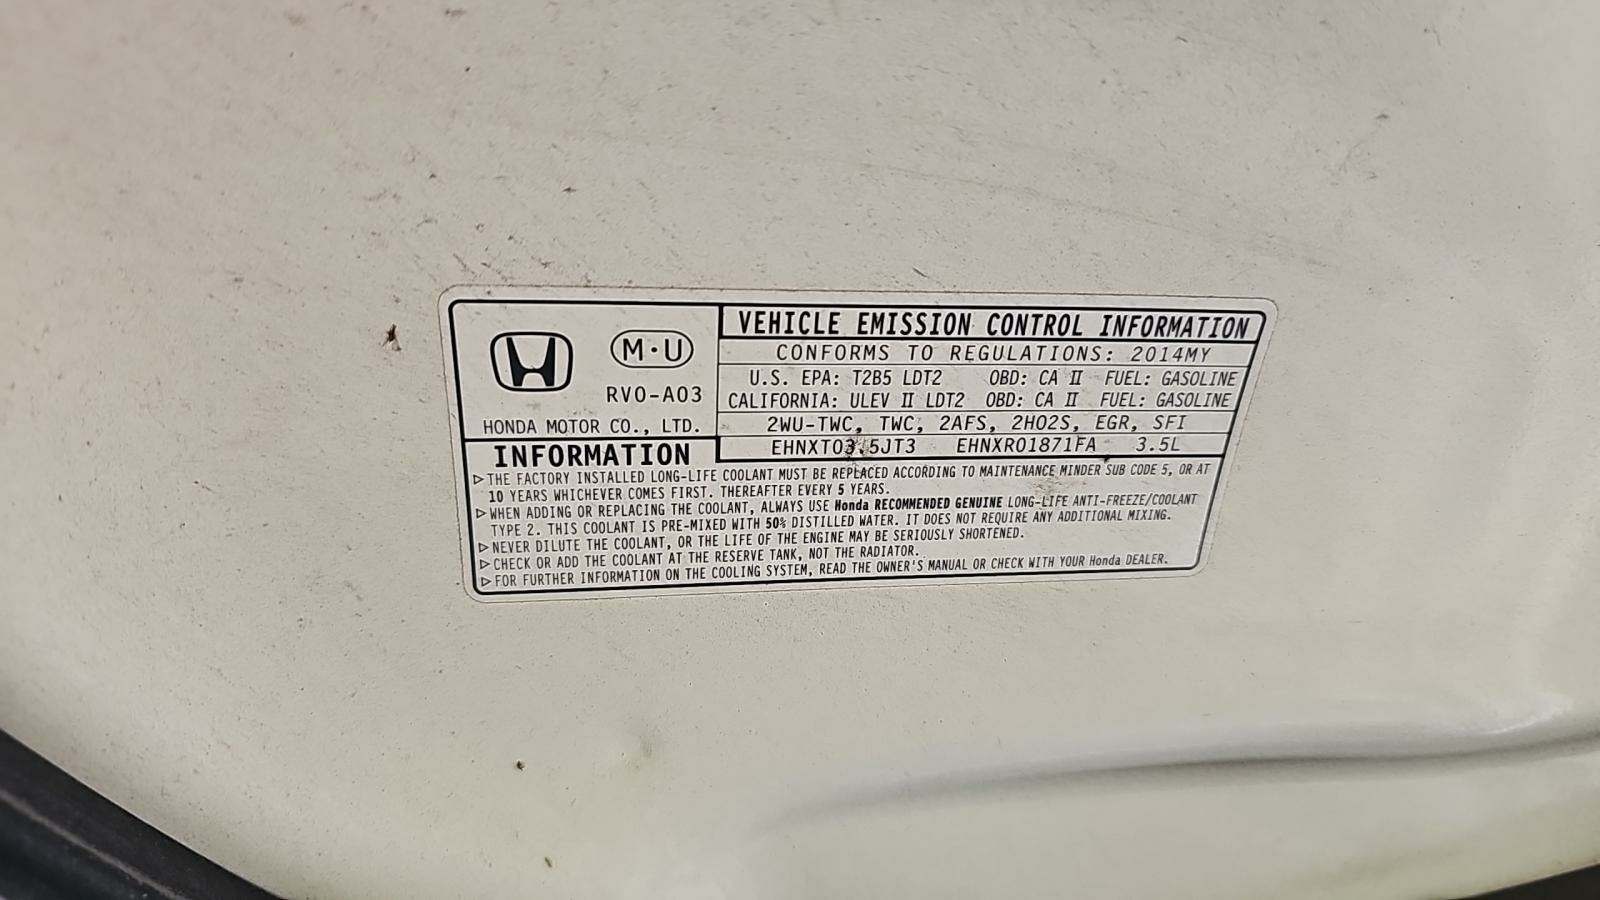 VEHICLE EMISSION CONTROL INFORMATION
M·U
RV0-A03
HONDA MOTOR CO., LTD.
CONFORMS TO REGULATIONS: 2014MY
U.S. EPA: T2B5 LDT2 OBD: CA II FUEL: GASOLINE
CALIFORNIA: ULEV II LDT2 OBD: CA II FUEL: GASOLINE
2WU-TWC, TWC, 2AFS, 2HO2S, EGR, SFI
EHNXT03.5JT3 EHNXR01871FA 3.5L
INFORMATION
▷THE FACTORY INSTALLED LONG-LIFE COOLANT MUST BE REPLACED ACCORDING TO MAINTENANCE MINDER SUB CODE 5, OR AT
10 YEARS WHICHEVER COMES FIRST. THEREAFTER EVERY 5 YEARS.
▷WHEN ADDING OR REPLACING THE COOLANT, ALWAYS USE Honda RECOMMENDED GENUINE LONG-LIFE ANTI-FREEZE/COOLANT
TYPE 2. THIS COOLANT IS PRE-MIXED WITH 50% DISTILLED WATER. IT DOES NOT REQUIRE ANY ADDITIONAL MIXING.
▷NEVER DILUTE THE COOLANT, OR THE LIFE OF THE ENGINE MAY BE SERIOUSLY SHORTENED.
▷CHECK OR ADD THE COOLANT AT THE RESERVE TANK, NOT THE RADIATOR.
▷FOR FURTHER INFORMATION ON THE COOLING SYSTEM, READ THE OWNER'S MANUAL OR CHECK WITH YOUR Honda DEALER.